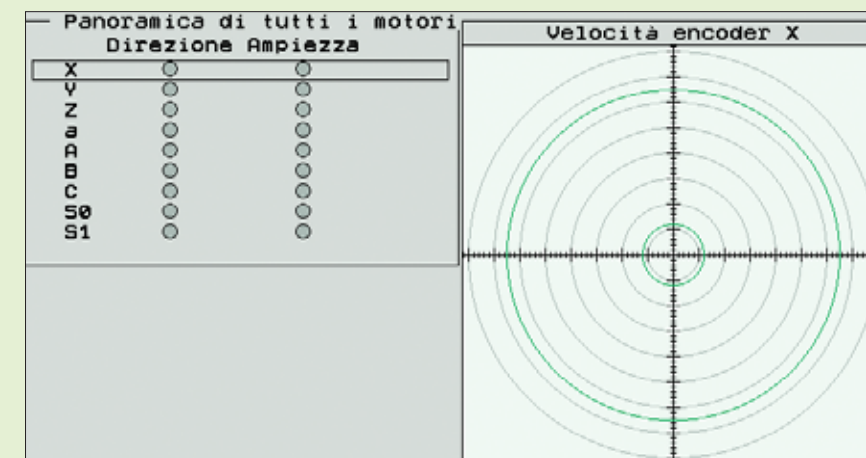 Panoramica di tutti i motori
Direzione Ampiezza
X
Y
Z
a
A
B
C
S0
S1
Velocità encoder X